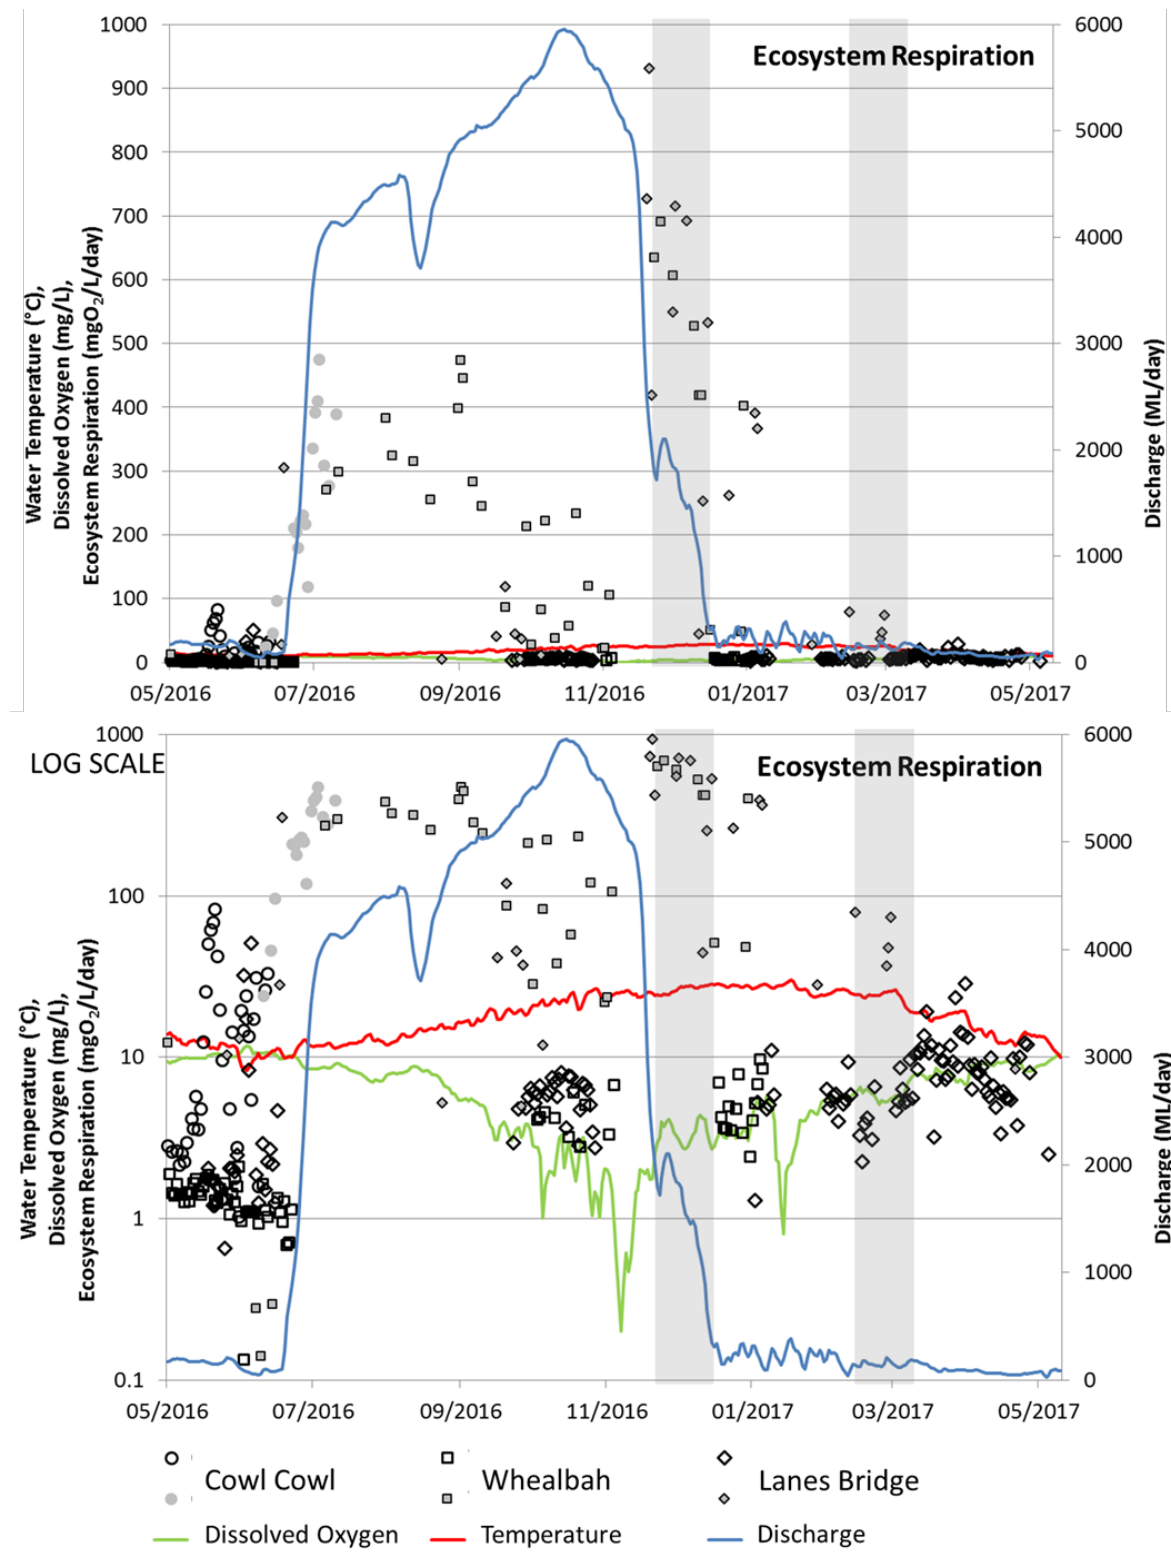 Ecosystem Respiration
1000
900
800
700
600
500
400
300
200
100
0
Water Temperature (°C),
Dissolved Oxygen (mg/L),
Ecosystem Respiration (mgO₂/L/day)
6000
5000
4000
3000
2000
1000
0
Discharge (ML/day)
05/2016
07/2016
09/2016
11/2016
01/2017
03/2017
05/2017
LOG SCALE
Ecosystem Respiration
1000
100
10
1
0.1
Water Temperature (°C),
Dissolved Oxygen (mg/L),
Ecosystem Respiration (mgO₂/L/day)
6000
5000
4000
3000
2000
1000
0
Discharge (ML/day)
05/2016
07/2016
09/2016
11/2016
01/2017
03/2017
05/2017
Cowl Cowl
Whealbah
Lanes Bridge
Dissolved Oxygen
Temperature
Discharge